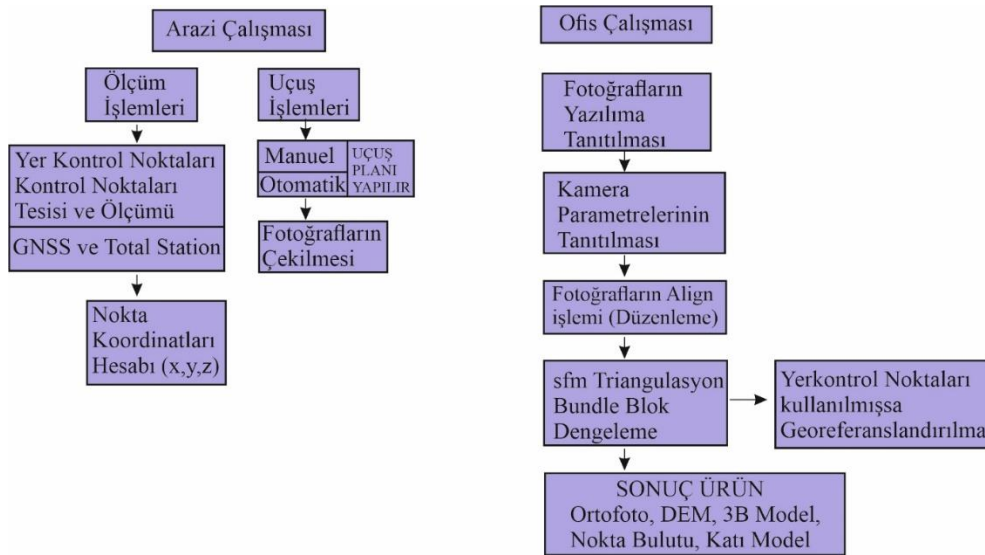 Arazi Çalışması
Ölçüm
İşlemleri
Yer Kontrol Noktaları
Kontrol Noktaları
Tesisi ve Ölçümü
GNSS ve Total Station
Nokta
Koordinatları
Hesabı (x,y,z)
Uçuş
İşlemleri
Manuel
Otomatik
UÇUŞ
PLANI
YAPILIR
Fotoğrafların
Çekilmesi
Ofis Çalışması
Fotoğrafların
Yazılıma
Tanıtılması
Kamera
Parametrelerinin
Tanıtılması
Fotoğrafların Align
işlemi (Düzenleme)
sfm Triangulasyon
Bundle Blok
Dengeleme
Yerkontrol Noktaları
kullanılmışsa
Georeferanslandırılma
SONUÇ ÜRÜN
Ortofoto, DEM, 3B Model,
Nokta Bulutu, Katı Model